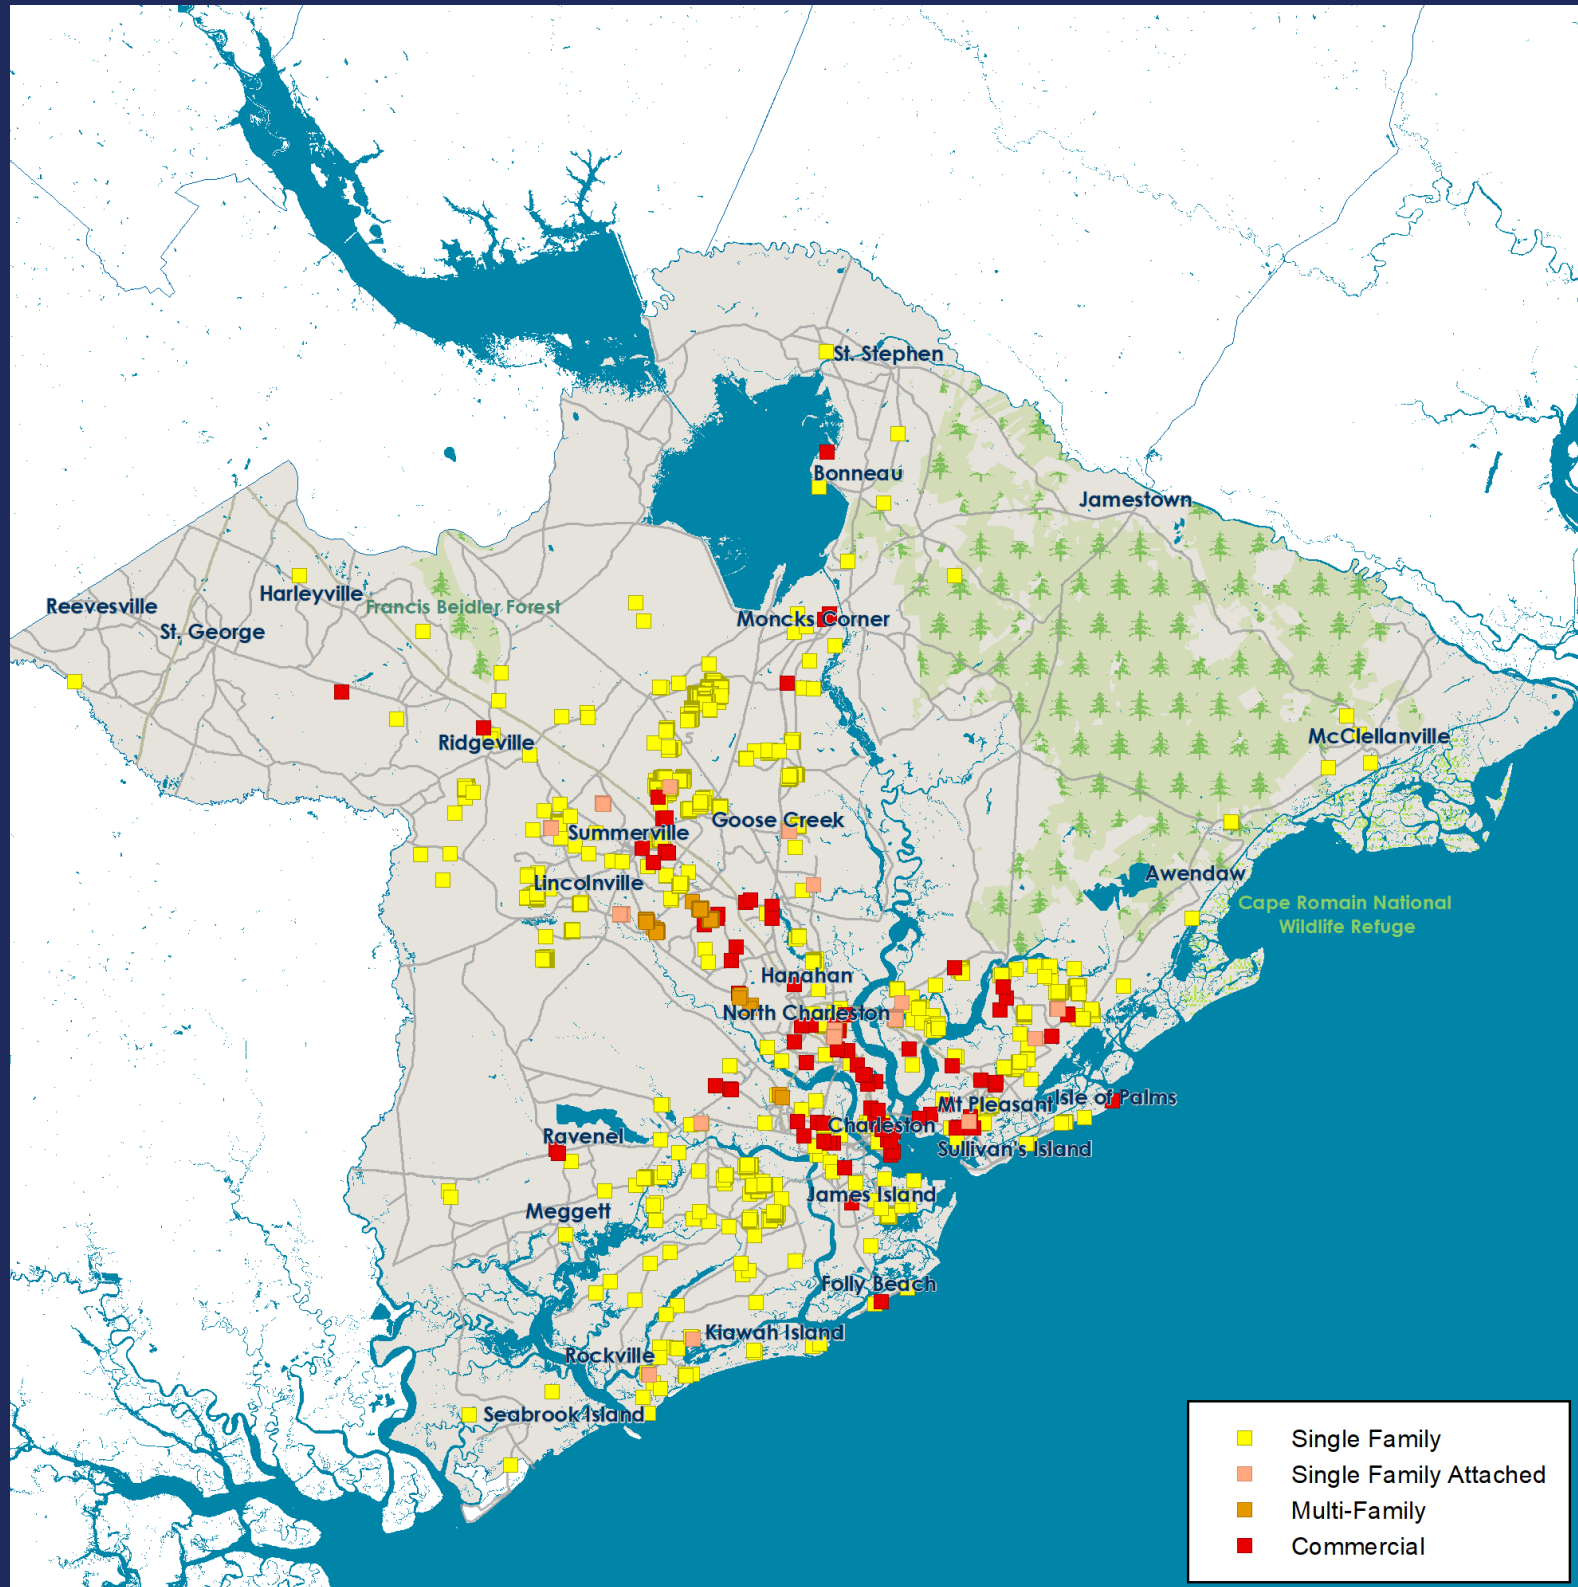 St. Stephen
Bonneau
Jamestown
Harleyville
Reevesville
Francis Beidler Forest
St. George
Moncks Corner
Ridgeville
McClellanville
Goose Creek
Summerville
Lincolnville
Awendaw
Cape Romain National
Wildlife Refuge
Hanahan
North Charleston
Mt Pleasant
Isle of Palms
Charleston
Ravenel
Sullivan's Island
James Island
Meggett
Folly Beach
Kiawah Island
Rockville
Seabrook Island
Single Family
Single Family Attached
Multi-Family
Commercial